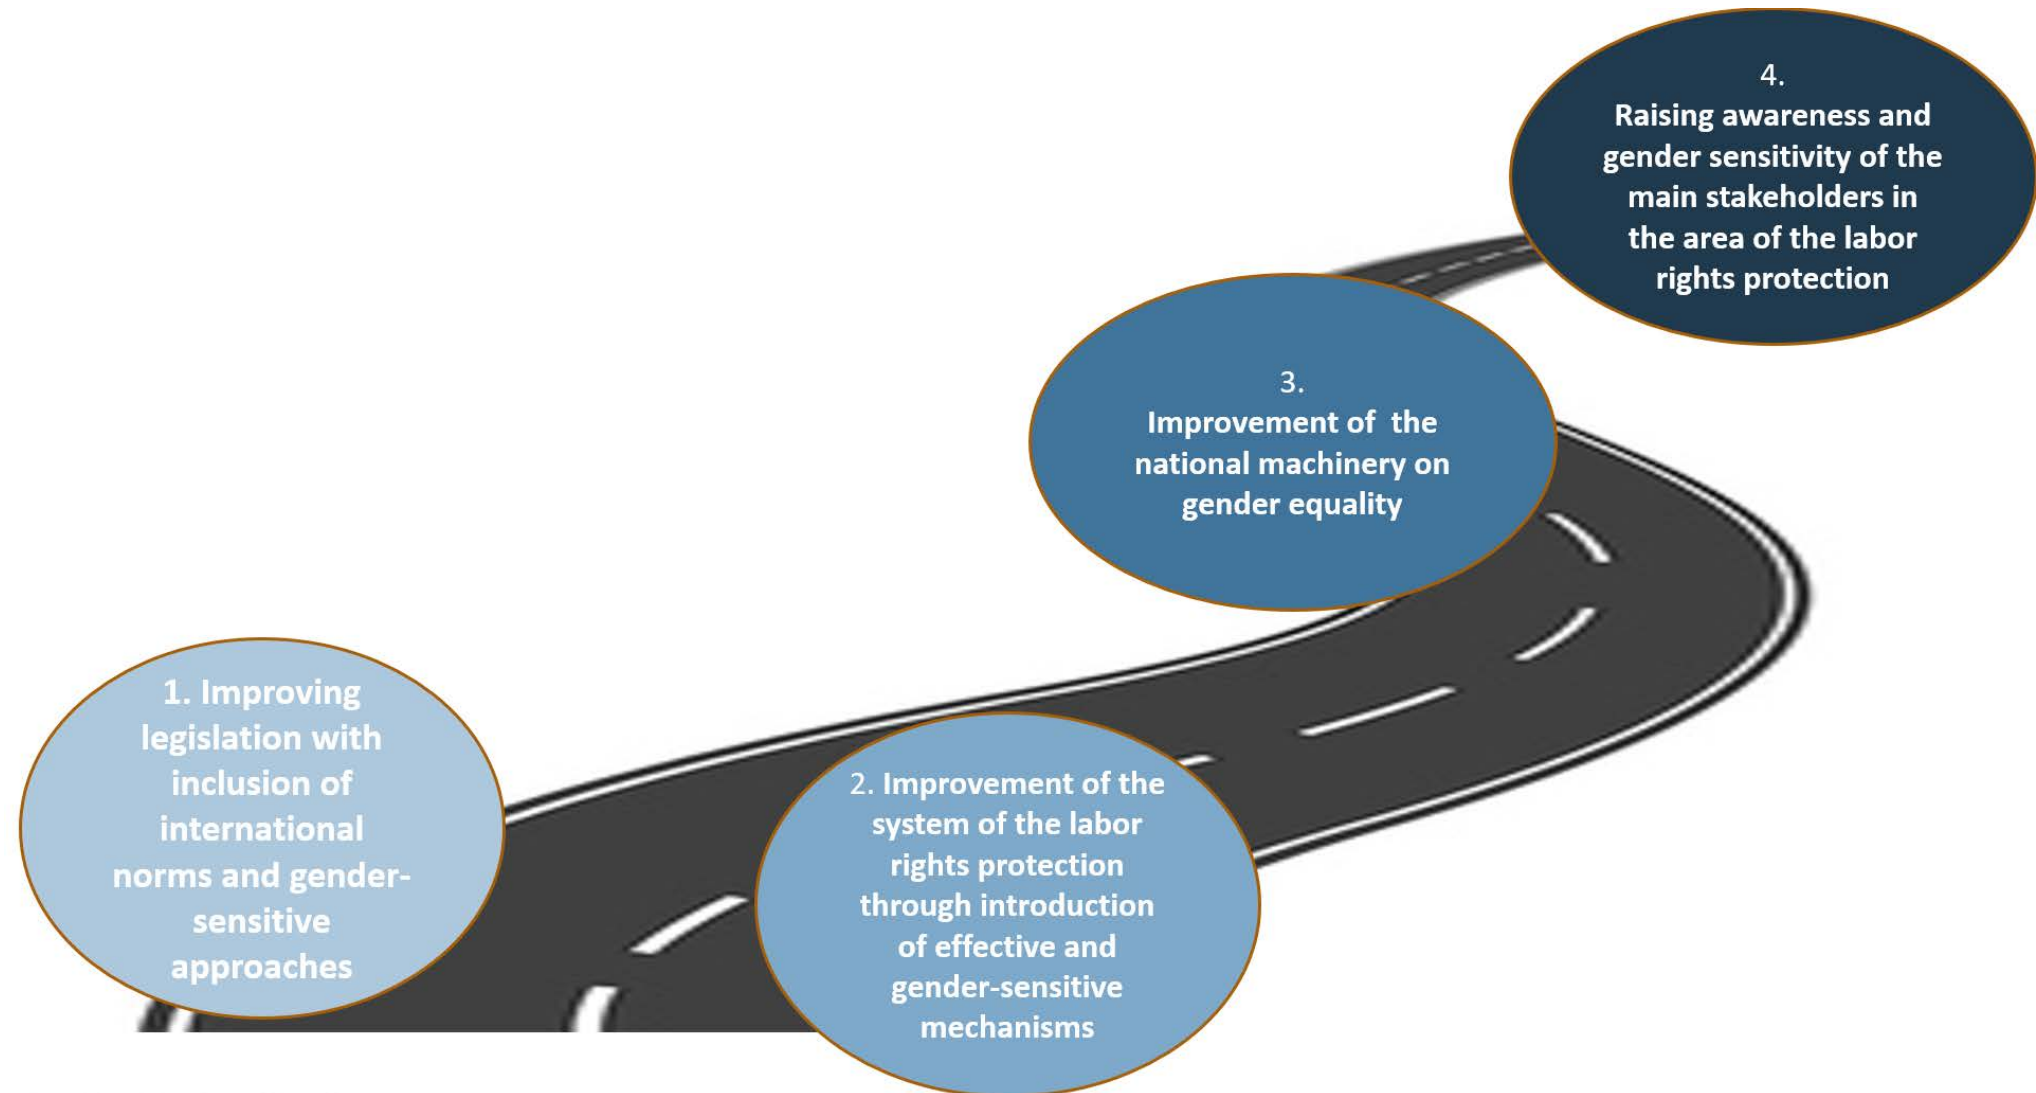 1. Improving
legislation with
inclusion of
international
norms and gender-
sensitive
approaches
2. Improvement of the
system of the labor
rights protection
through introduction
of effective and
gender-sensitive
mechanisms
3.
Improvement of  the
national machinery on
gender equality
4.
Raising awareness and
gender sensitivity of the
main stakeholders in
the area of the labor
rights protection